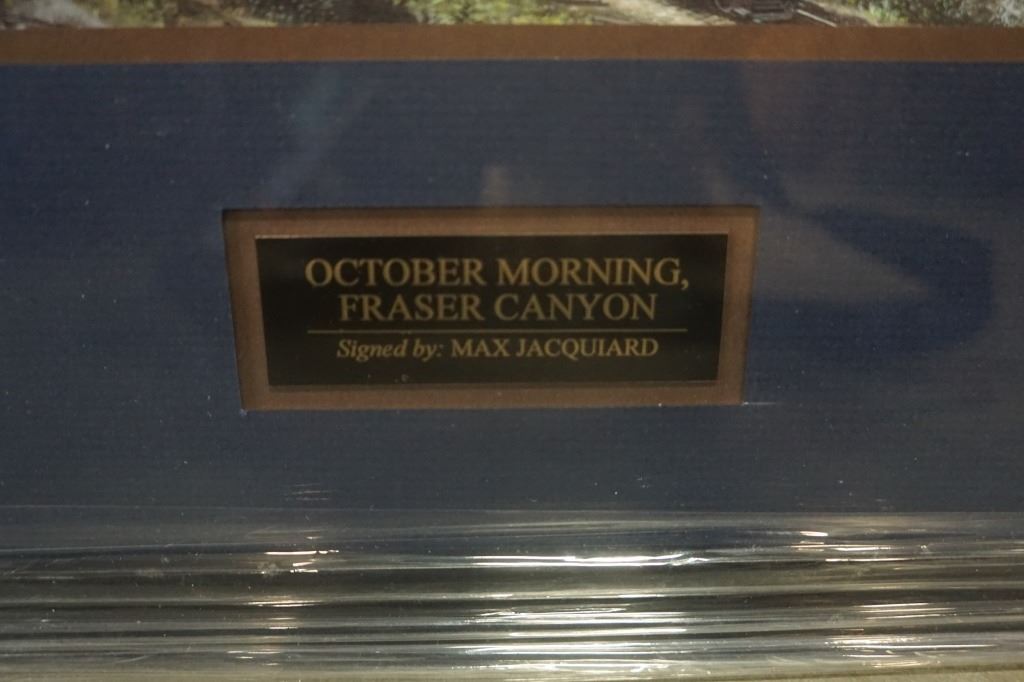 OCTOBER MORNING,
FRASER CANYON
Signed by: MAX JACQUIARD